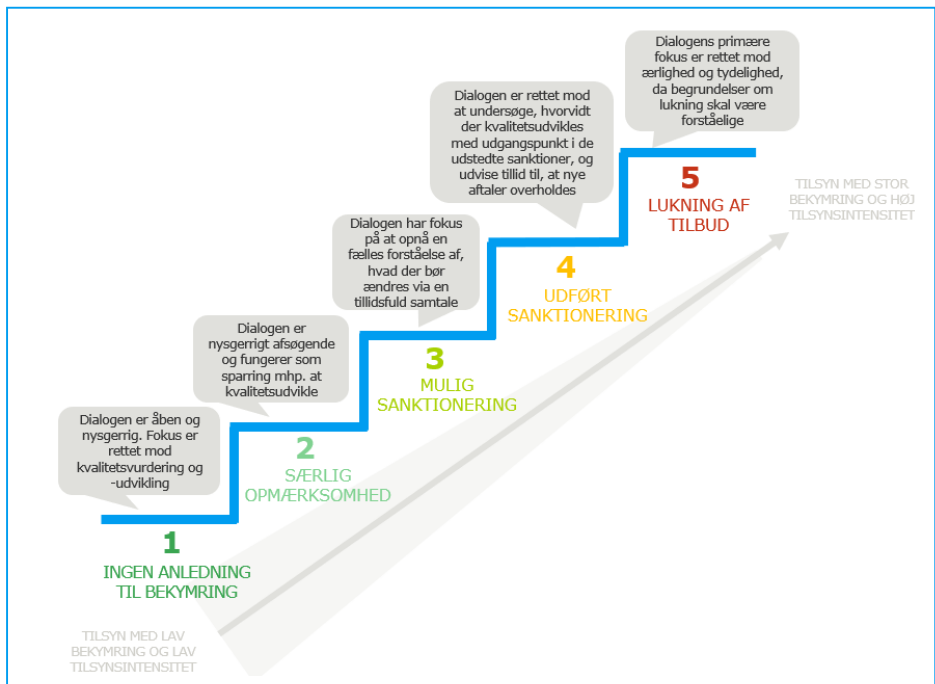 Dialogen er åben og
nysgerrig. Fokus er
rettet mod
kvalitetsvurdering og
-udvikling
1
INGEN ANLEDNING
TIL BEKYMRING
Dialogen er
nysgerrigt afsøgende
og fungerer som
sparring mhp. at
kvalitetsudvikle
2
SÆRLIG
OPMÆRKSOMHED
Dialogen har fokus
på at opnå en
fælles forståelse af,
hvad der bør
ændres via en
tillidsfuld samtale
3
MULIG
SANKTIONERING
Dialogen er rettet mod
at undersøge, hvorvidt
der kvalitetsudvikles
med udgangspunkt i de
udstedte sanktioner, og
udvise tillid til, at nye
aftaler overholdes
4
UDFØRT
SANKTIONERING
Dialogens primære
fokus er rettet mod
ærlighed og tydelighed,
da begrundelser om
lukning skal være
forståelige
5
LUKNING AF
TILBUD
TILSYN MED LAV
BEKYMRING OG LAV
TILSYNSINTENSITET
TILSYN MED STOR
BEKYMRING OG HØJ
TILSYNSINTENSITET